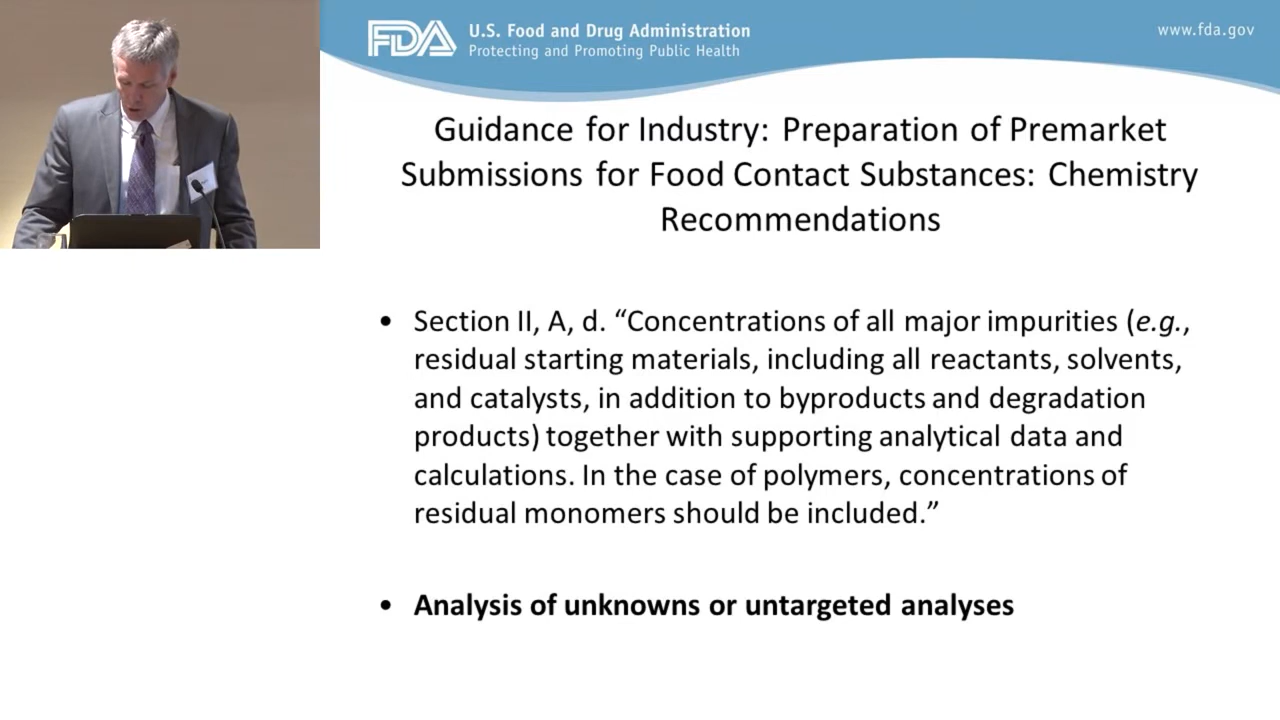 FDA
U.S. Food and Drug Administration
Protecting and Promoting Public Health
www.fda.gov
Guidance for Industry: Preparation of Premarket
Submissions for Food Contact Substances: Chemistry
Recommendations
• Section II, A, d. “Concentrations of all major impurities (e.g.,
residual starting materials, including all reactants, solvents,
and catalysts, in addition to byproducts and degradation
products) together with supporting analytical data and
calculations. In the case of polymers, concentrations of
residual monomers should be included.”
• Analysis of unknowns or untargeted analyses